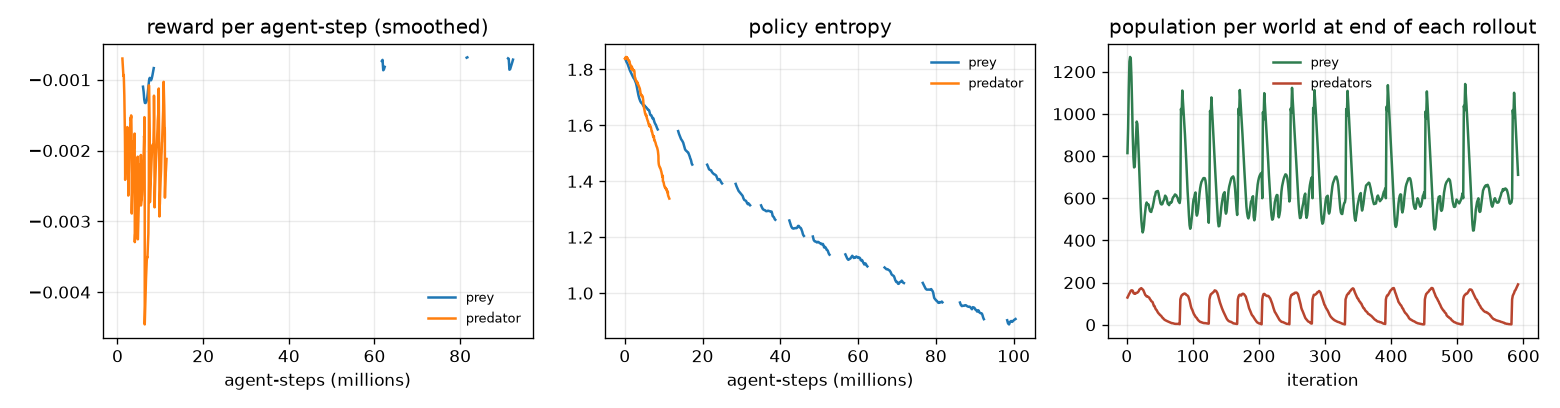 reward per agent-step (smoothed)
−0.001
−0.002
−0.003
−0.004
prey
predator
0
20
40
60
80
agent-steps (millions)
policy entropy
1.8
1.6
1.4
1.2
1.0
prey
predator
0
20
40
60
80
100
agent-steps (millions)
population per world at end of each rollout
1200
1000
800
600
400
200
0
prey
predators
0
100
200
300
400
500
600
iteration